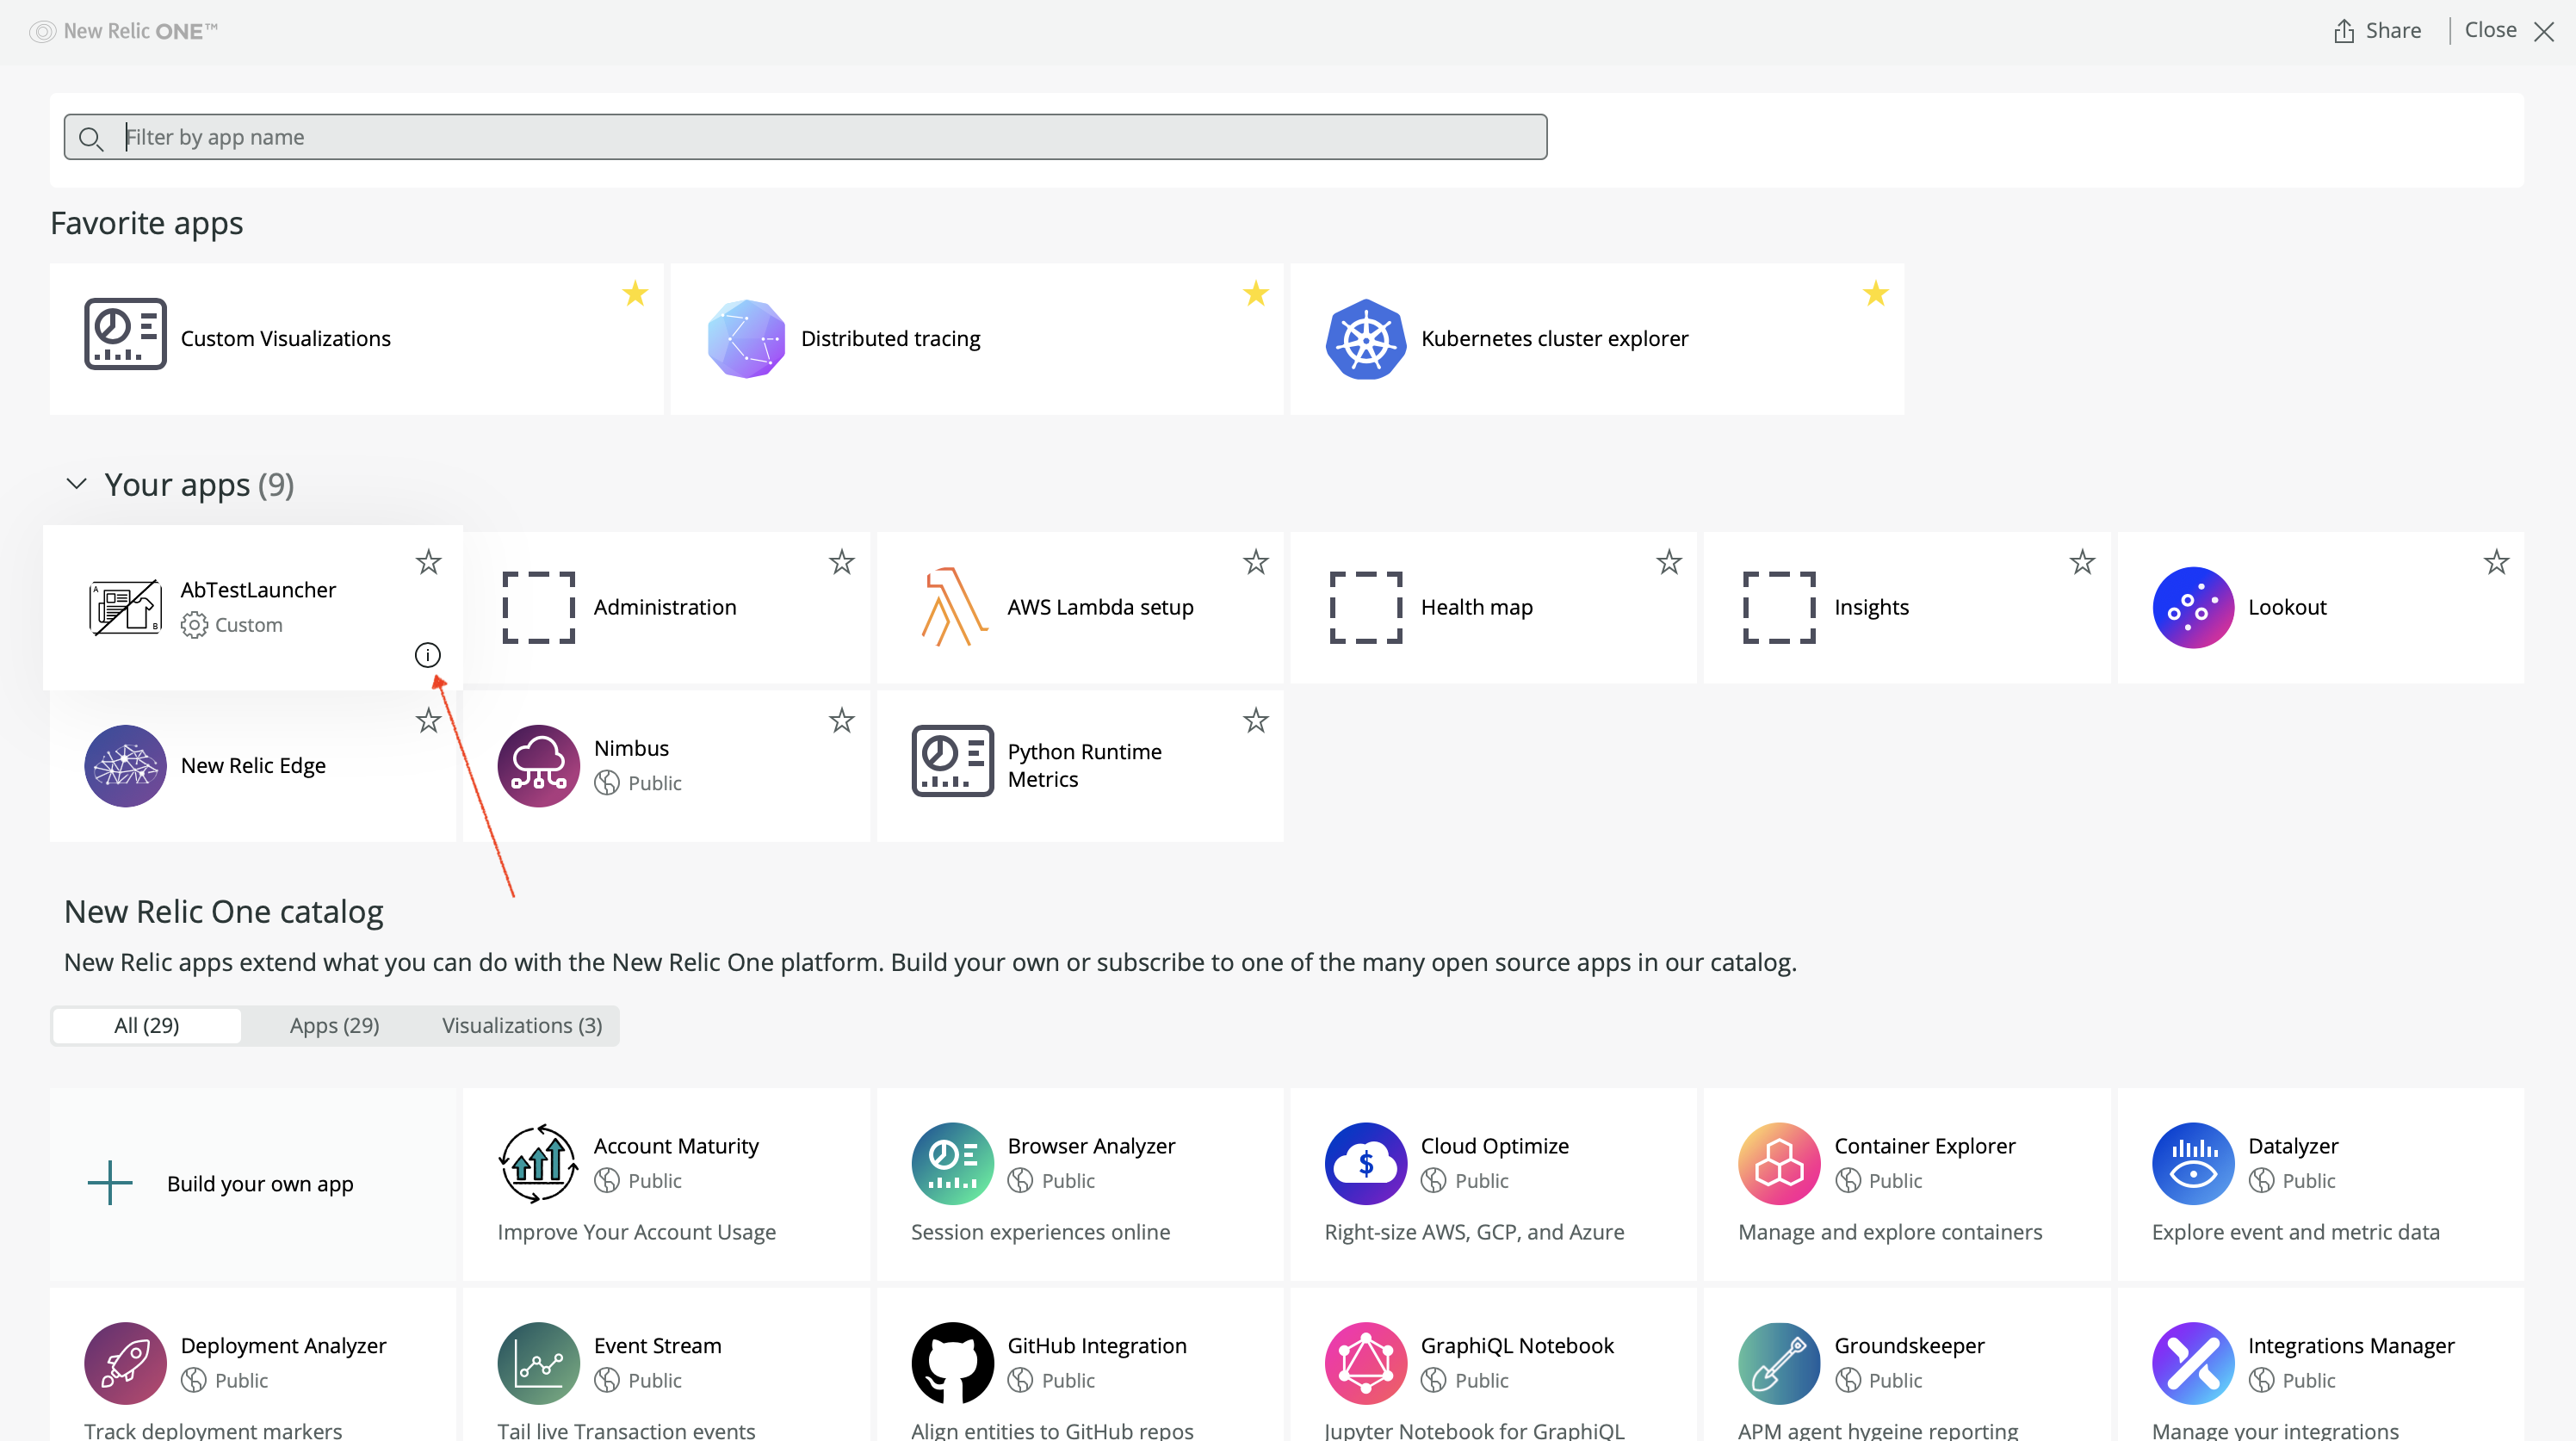 New Relic ONE™
Share
Close
Filter by app name
Favorite apps
Custom Visualizations
Distributed tracing
Kubernetes cluster explorer
Your apps (9)
AbTestLauncher
Custom
Administration
AWS Lambda setup
Health map
Insights
Lookout
New Relic Edge
Nimbus
Public
Python Runtime
Metrics
New Relic One catalog
New Relic apps extend what you can do with the New Relic One platform. Build your own or subscribe to one of the many open source apps in our catalog.
All (29)
Apps (29)
Visualizations (3)
Build your own app
Account Maturity
Public
Improve Your Account Usage
Browser Analyzer
Public
Session experiences online
Cloud Optimize
Public
Right-size AWS, GCP, and Azure
Container Explorer
Public
Manage and explore containers
Datalyzer
Public
Explore event and metric data
Deployment Analyzer
Public
Track deployment markers
Event Stream
Public
Tail live Transaction events
GitHub Integration
Public
Align entities to GitHub repos
GraphiQL Notebook
Public
Jupyter Notebook for GraphiQL
Groundskeeper
Public
APM agent hygeine reporting
Integrations Manager
Public
Manage your integrations